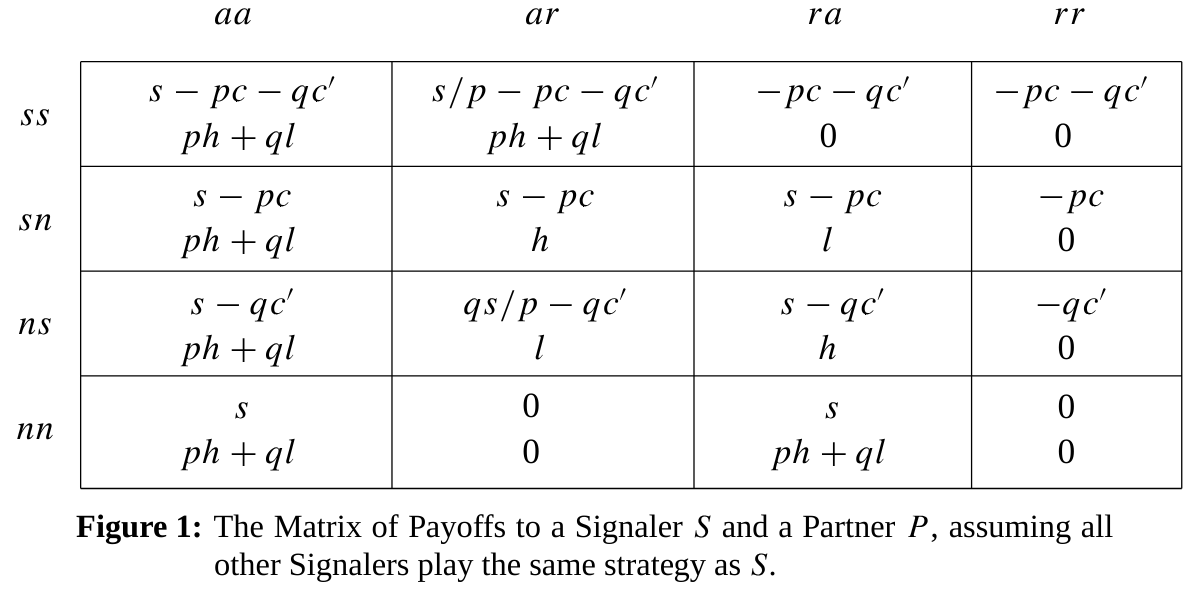 aa ar ra rr
ss
s − pc − qc′ s/p − pc − qc′ −pc − qc′ −pc − qc′
ph + ql ph + ql 0 0
sn
s − pc s − pc s − pc −pc
ph + ql h l 0
ns
s − qc′ qs/p − qc′ s − qc′ −qc′
ph + ql l h 0
nn
s 0 s 0
ph + ql 0 ph + ql 0
Figure 1: The Matrix of Payoffs to a Signaler S and a Partner P, assuming all
other Signalers play the same strategy as S.